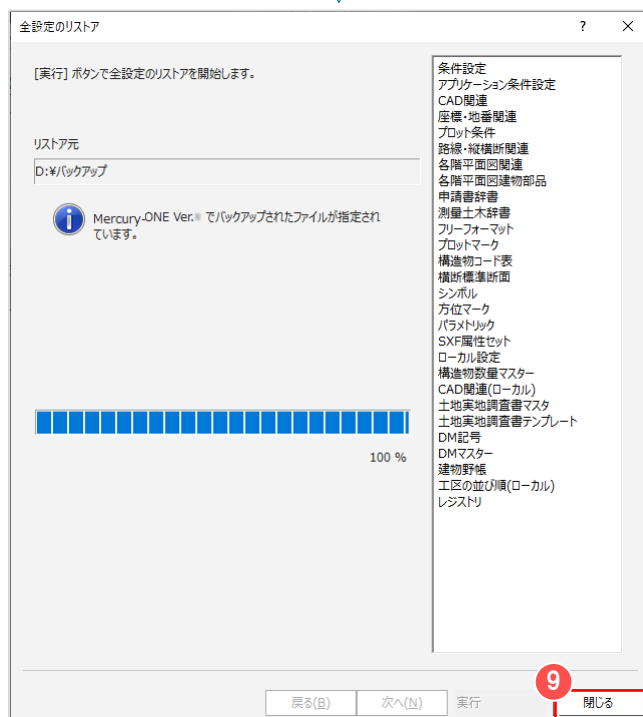 全設定のリストア
? ×
[実行] ボタンで全設定のリストアを開始します。
リストア元
D:¥バックアップ
Mercury-ONE Ver.※ でバックアップされたファイルが指定され
ています。
100 %
条件設定
アプリケーション条件設定
CAD関連
座標・地番関連
プロット条件
路線・縦横断関連
各階平面図関連
各階平面図建物部品
申請書辞書
測量土木辞書
フリーフォーマット
プロットマーク
構造物コード表
横断標準断面
シンボル
方位マーク
パラメトリック
SXF属性セット
ローカル設定
構造物数量マスター
CAD関連(ローカル)
土地実地調査書マスタ
土地実地調査書テンプレート
DM記号
DMマスター
建物野帳
工区の並び順(ローカル)
レジストリ
9
戻る(B)
次へ(N)
実行
閉じる